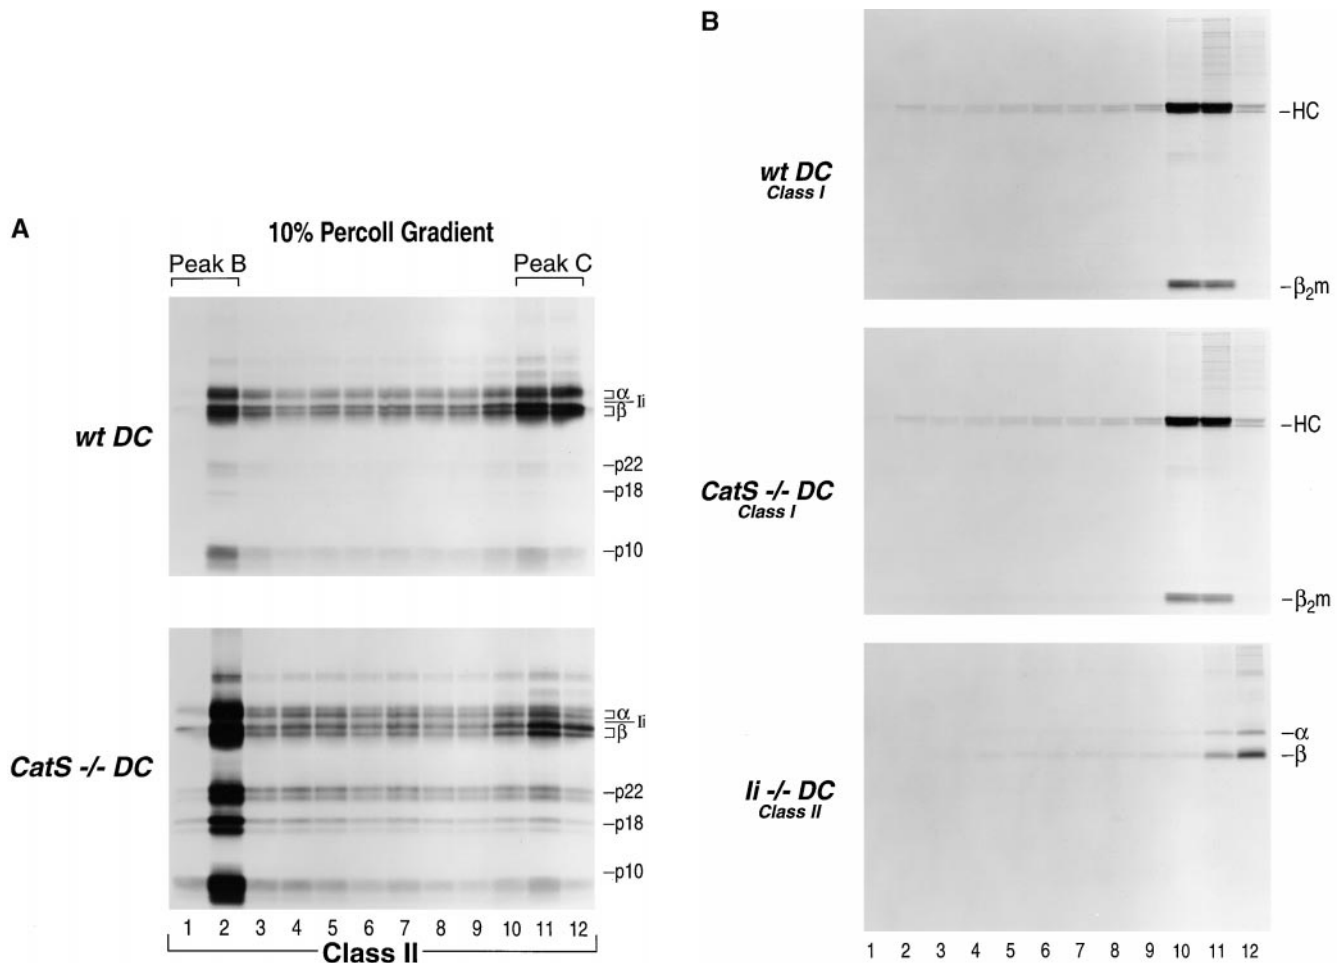 A
10% Percoll Gradient
Peak B
Peak C
wt DC
α
Ii
β
–p22
–p18
–p10
CatS -/- DC
α
Ii
β
–p22
–p18
–p10
1 2 3 4 5 6 7 8 9 10 11 12
Class II
B
wt DC
Class I
–HC
–β₂m
CatS -/- DC
Class I
–HC
–β₂m
Ii -/- DC
Class II
–α
–β
1 2 3 4 5 6 7 8 9 10 11 12